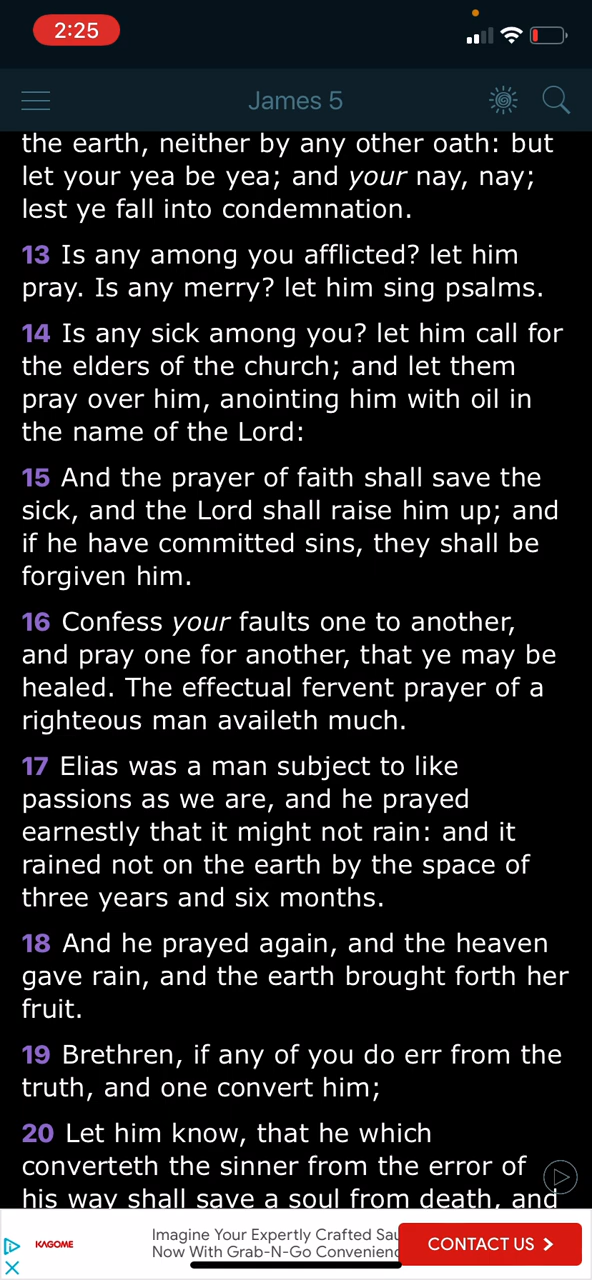 2:25
James 5
the earth, neither by any other oath: but
let your yea be yea; and your nay, nay;
lest ye fall into condemnation.
13 Is any among you afflicted? let him
pray. Is any merry? let him sing psalms.
14 Is any sick among you? let him call for
the elders of the church; and let them
pray over him, anointing him with oil in
the name of the Lord:
15 And the prayer of faith shall save the
sick, and the Lord shall raise him up; and
if he have committed sins, they shall be
forgiven him.
16 Confess your faults one to another,
and pray one for another, that ye may be
healed. The effectual fervent prayer of a
righteous man availeth much.
17 Elias was a man subject to like
passions as we are, and he prayed
earnestly that it might not rain: and it
rained not on the earth by the space of
three years and six months.
18 And he prayed again, and the heaven
gave rain, and the earth brought forth her
fruit.
19 Brethren, if any of you do err from the
truth, and one convert him;
20 Let him know, that he which
converteth the sinner from the error of
his way shall save a soul from death, and
KAGOME
Imagine Your Expertly Crafted
Now With Grab-N-Go
CONTACT US